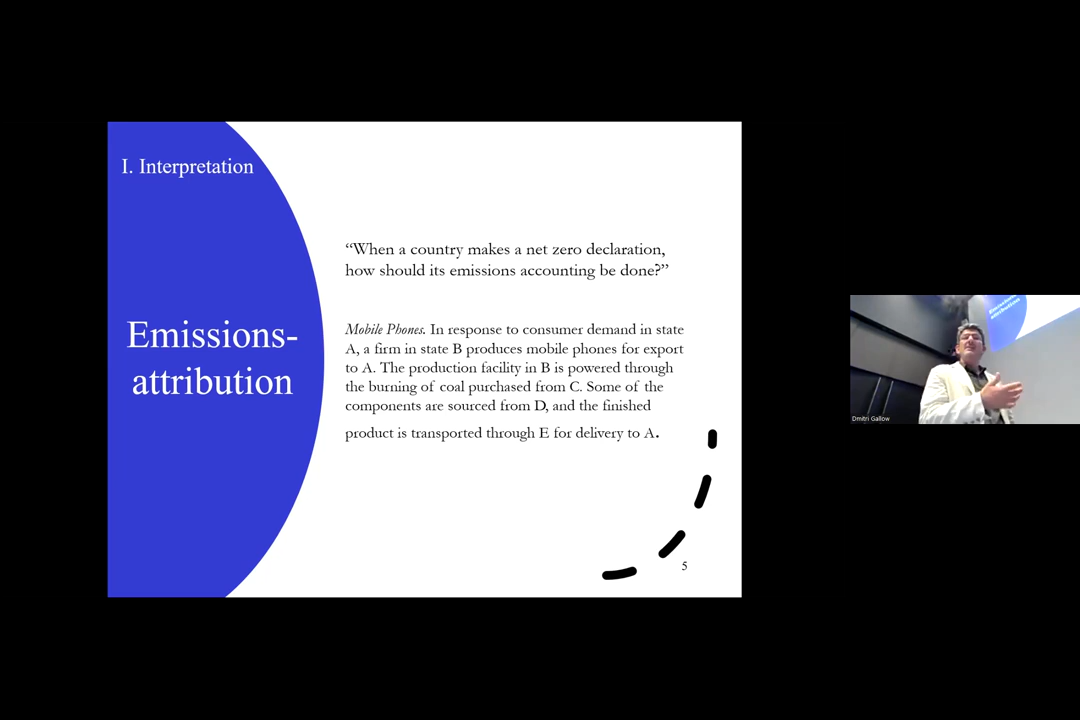 I. Interpretation
Emissions-
attribution
“When a country makes a net zero declaration,
how should its emissions accounting be done?”
Mobile Phones. In response to consumer demand in state
A, a firm in state B produces mobile phones for export
to A. The production facility in B is powered through
the burning of coal purchased from C. Some of the
components are sourced from D, and the finished
product is transported through E for delivery to A.
5
Emissions-
attribution
Dmitri Gallow